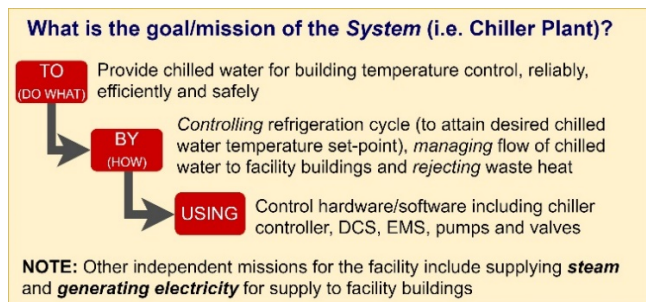 What is the goal/mission of the System (i.e. Chiller Plant)?
TO
(DO WHAT)
Provide chilled water for building temperature control, reliably,
efficiently and safely
BY
(HOW)
Controlling refrigeration cycle (to attain desired chilled
water temperature set-point), managing flow of chilled
water to facility buildings and rejecting waste heat
USING
Control hardware/software including chiller
controller, DCS, EMS, pumps and valves
NOTE: Other independent missions for the facility include supplying steam
and generating electricity for supply to facility buildings